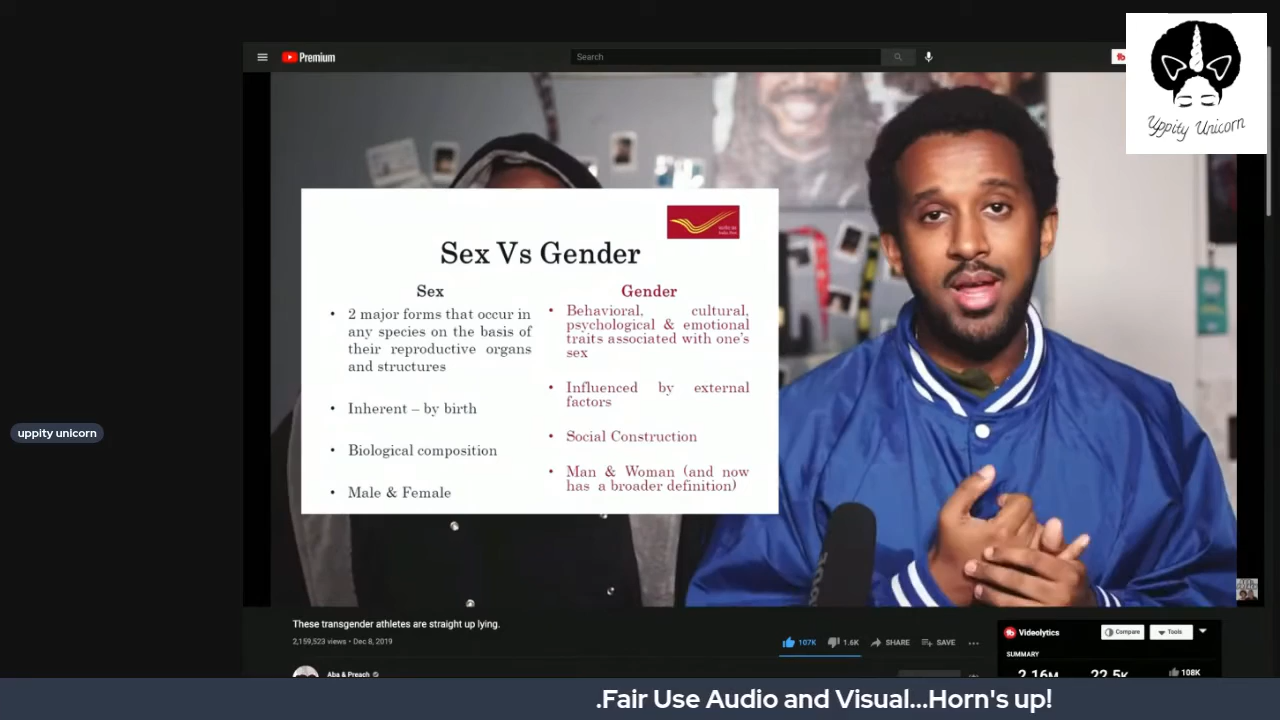 Premium
Search
Uppity Unicorn
Sex Vs Gender
Sex
• 2 major forms that occur in
any species on the basis of
their reproductive organs
and structures
• Inherent – by birth
• Biological composition
• Male & Female
Gender
• Behavioral, cultural,
psychological & emotional
traits associated with one's
sex
• Influenced by external
factors
• Social Construction
• Man & Woman (and now
has a broader definition)
uppity unicorn
These transgender athletes are straight up lying.
2,159,523 views • Dec 8, 2019
107K
1.6K
SHARE
SAVE
Aba & Preach
Videolytics
Compare
Tools
SUMMARY
2.16M
22.5K
108K
.Fair Use Audio and Visual...Horn's up!